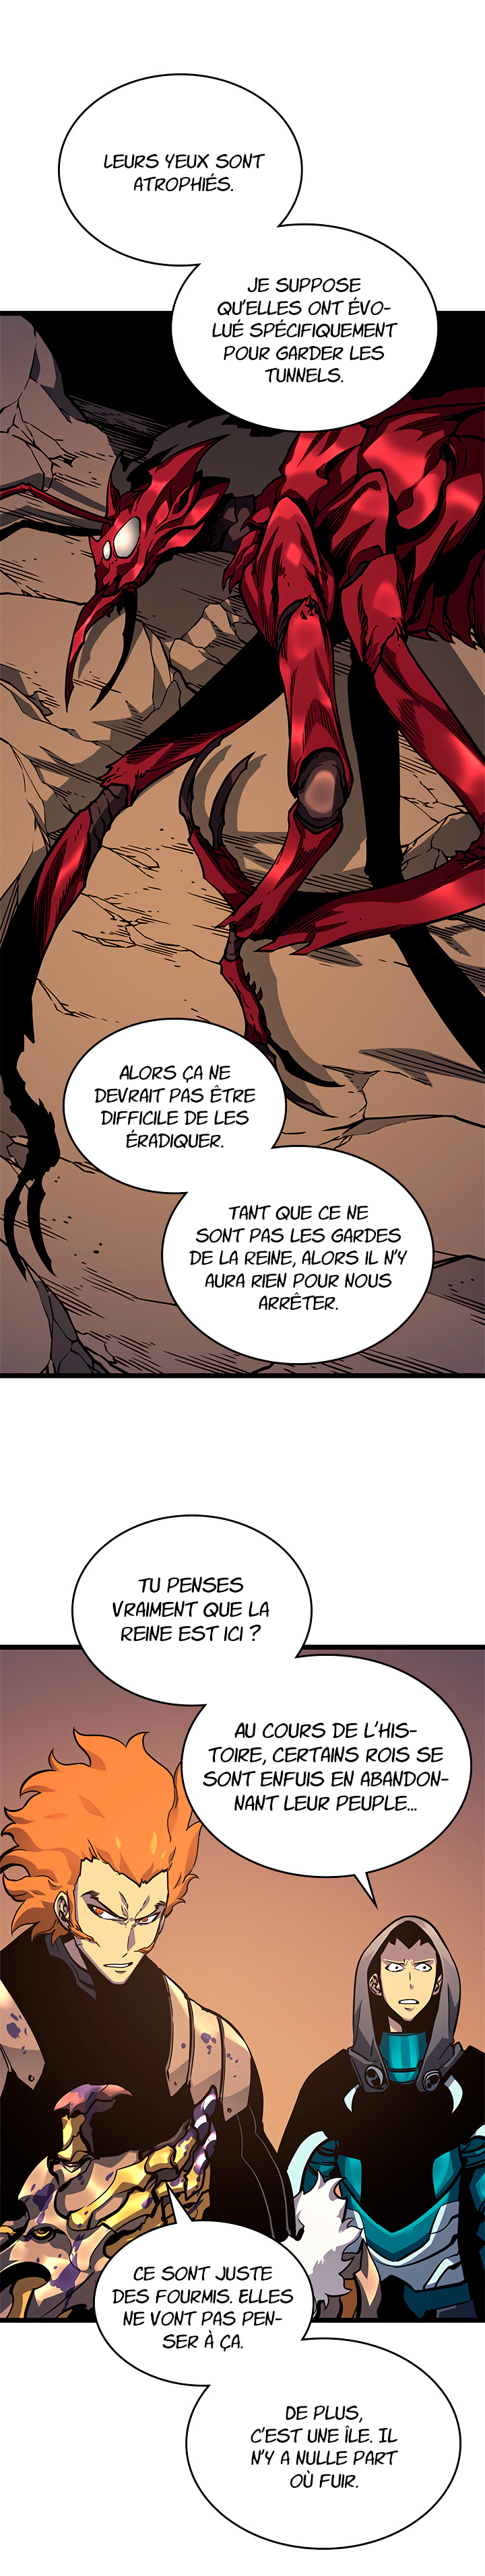 LEURS YEUX SONT
ATROPHIÉS.
JE SUPPOSE
QU'ELLES ONT ÉVO-
LUÉ SPÉCIFIQUEMENT
POUR GARDER LES
TUNNELS.
ALORS ÇA NE
DEVRAIT PAS ÊTRE
DIFFICILE DE LES
ÉRADIQUER.
TANT QUE CE NE
SONT PAS LES GARDES
DE LA REINE, ALORS IL N'Y
AURA RIEN POUR NOUS
ARRÊTER.
TU PENSES
VRAIMENT QUE LA
REINE EST ICI ?
AU COURS DE L'HIS-
TOIRE, CERTAINS ROIS SE
SONT ENFUIS EN ABANDON-
NANT LEUR PEUPLE...
CE SONT JUSTE
DES FOURMIS. ELLES
NE VONT PAS PEN-
SER À ÇA.
DE PLUS,
C'EST UNE ÎLE. IL
N'Y A NULLE PART
OÙ FUIR.